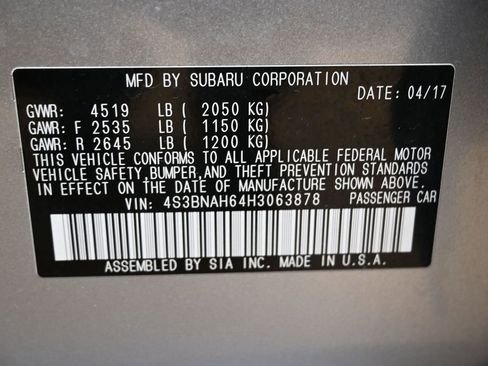 MFD BY SUBARU CORPORATION
DATE: 04/17
GVWR: 4519 LB ( 2050 KG)
GAWR: F 2535 LB ( 1150 KG)
GAWR: R 2645 LB ( 1200 KG)
THIS VEHICLE CONFORMS TO ALL APPLICABLE FEDERAL MOTOR
VEHICLE SAFETY, BUMPER, AND THEFT PREVENTION STANDARDS
IN EFFECT ON THE DATE OF MANUFACTURE SHOWN ABOVE.
VIN: 4S3BNAH64H3063878 PASSENGER CAR
ASSEMBLED BY SIA INC. MADE IN U.S.A.